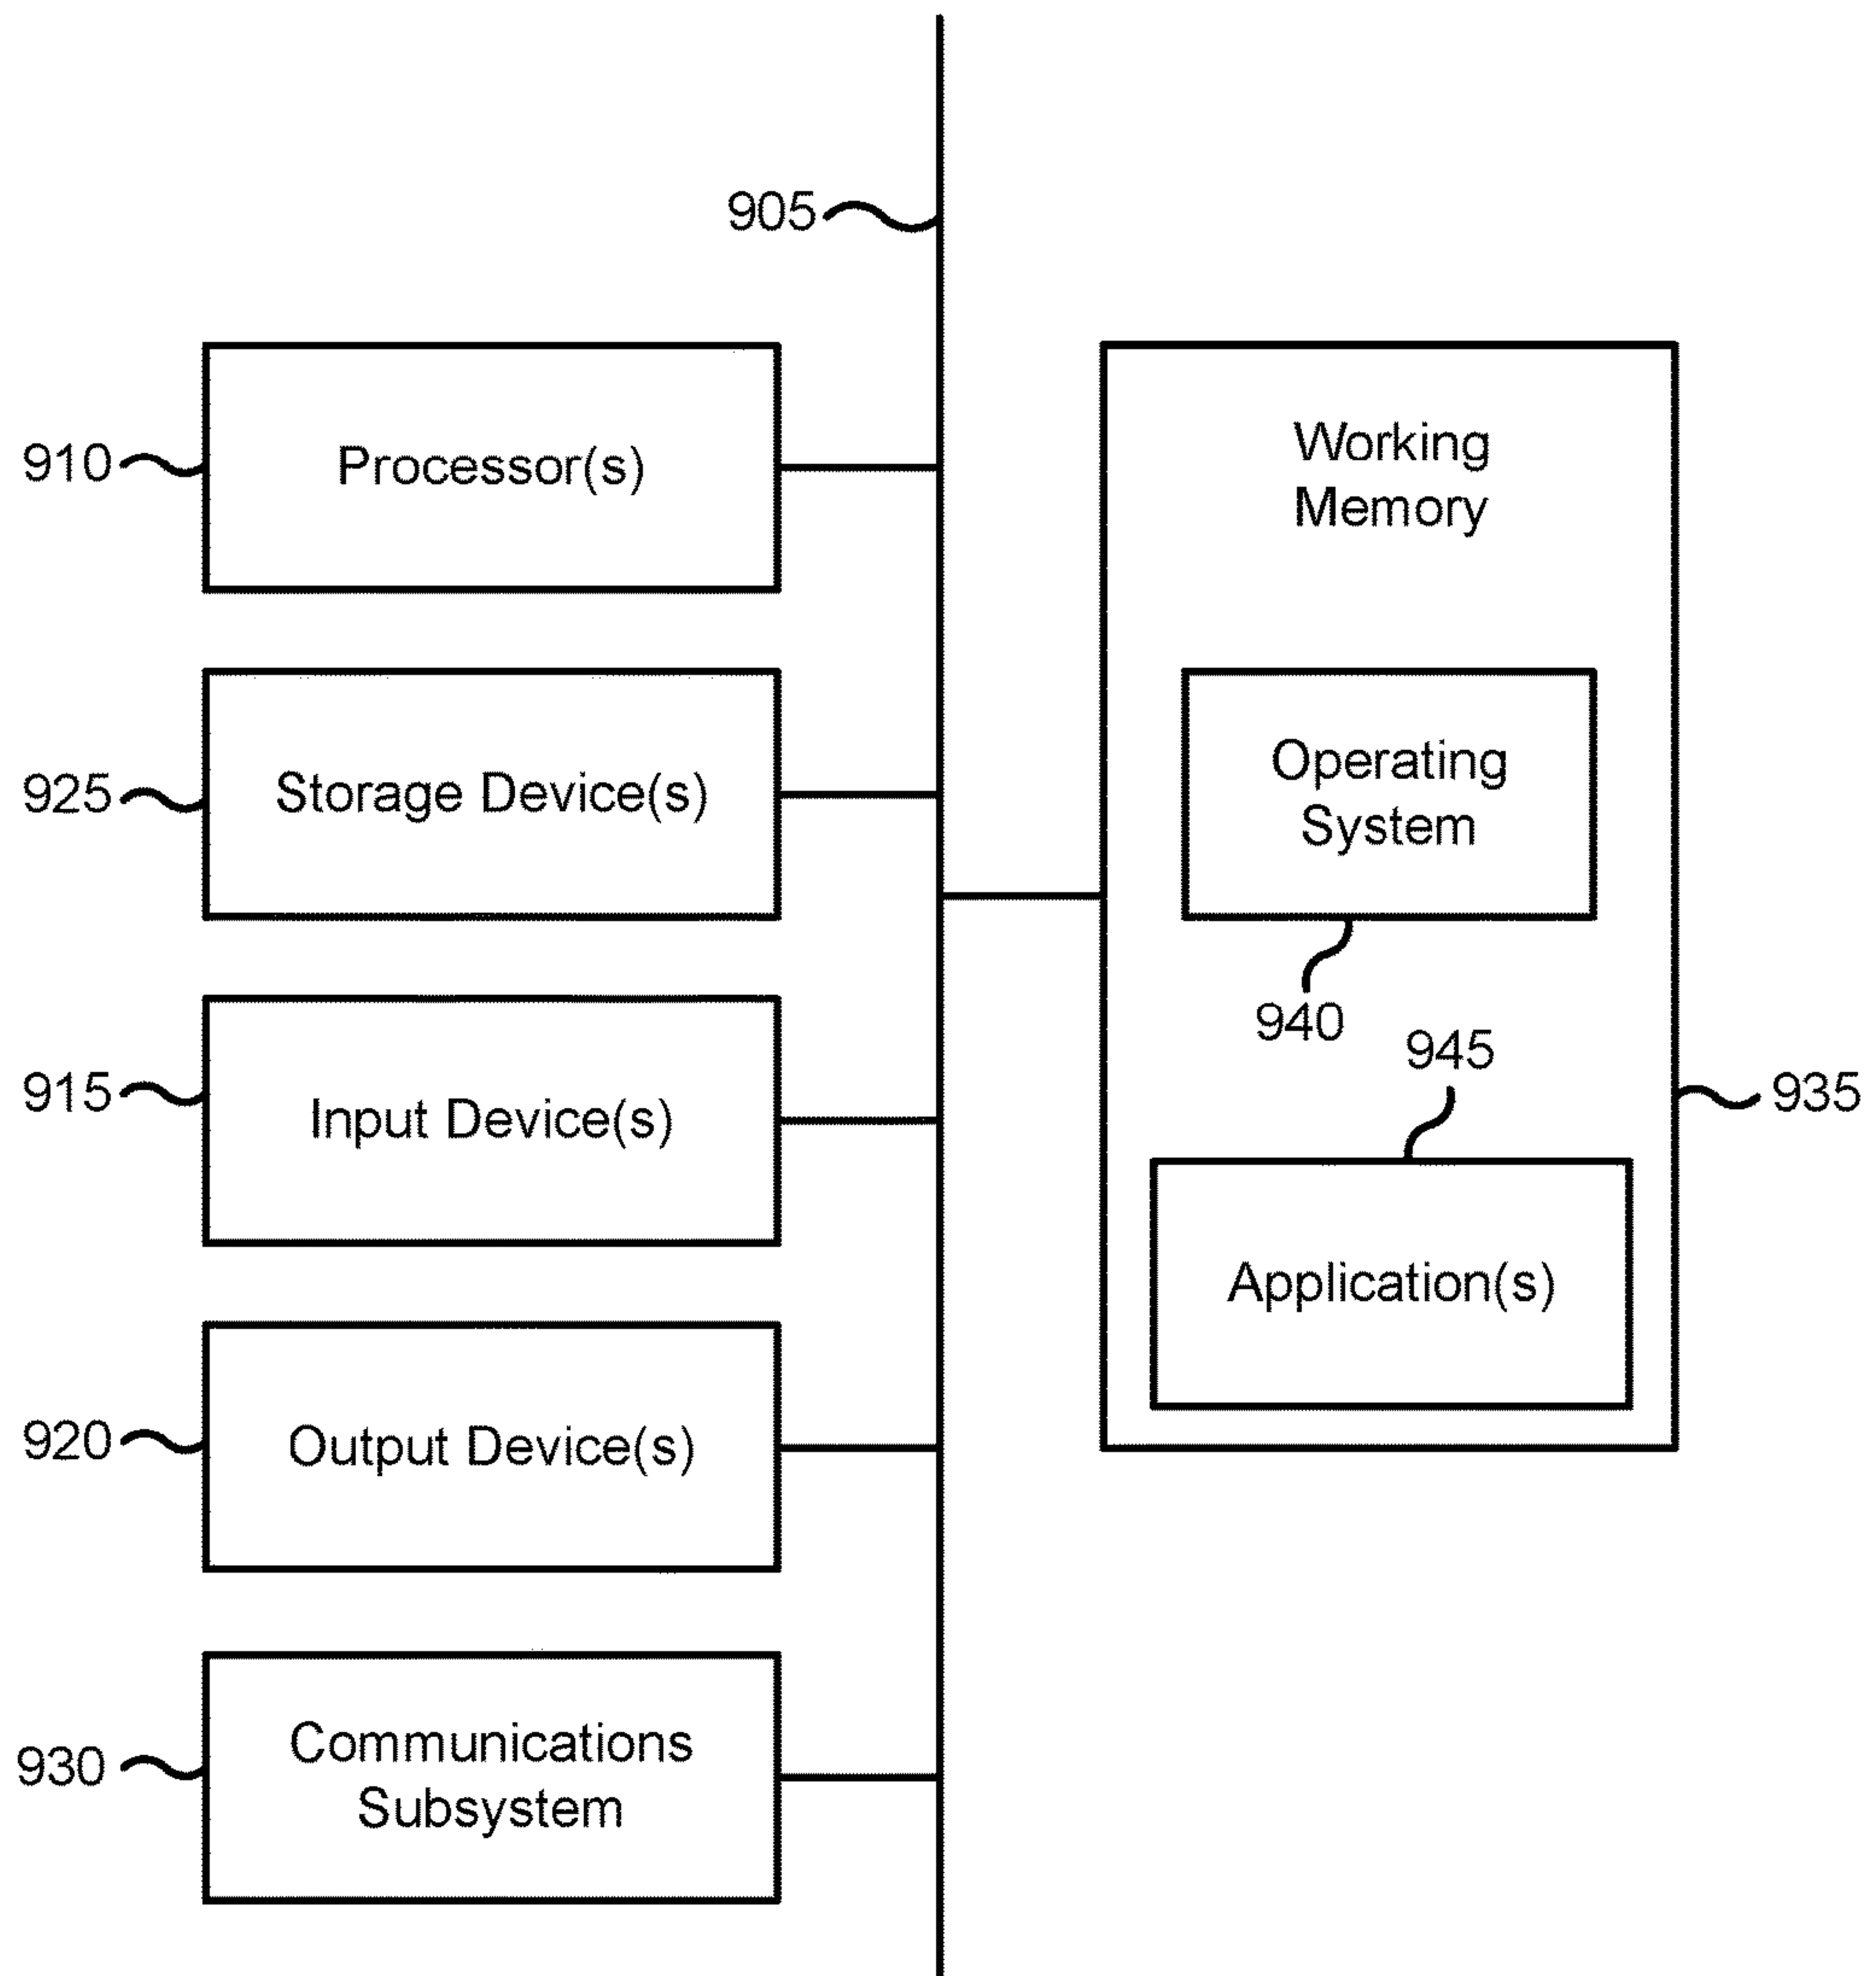 905
910
Processor(s)
925
Storage Device(s)
915
Input Device(s)
920
Output Device(s)
930
Communications
Subsystem
Working
Memory
Operating
System
940
945
935
Application(s)